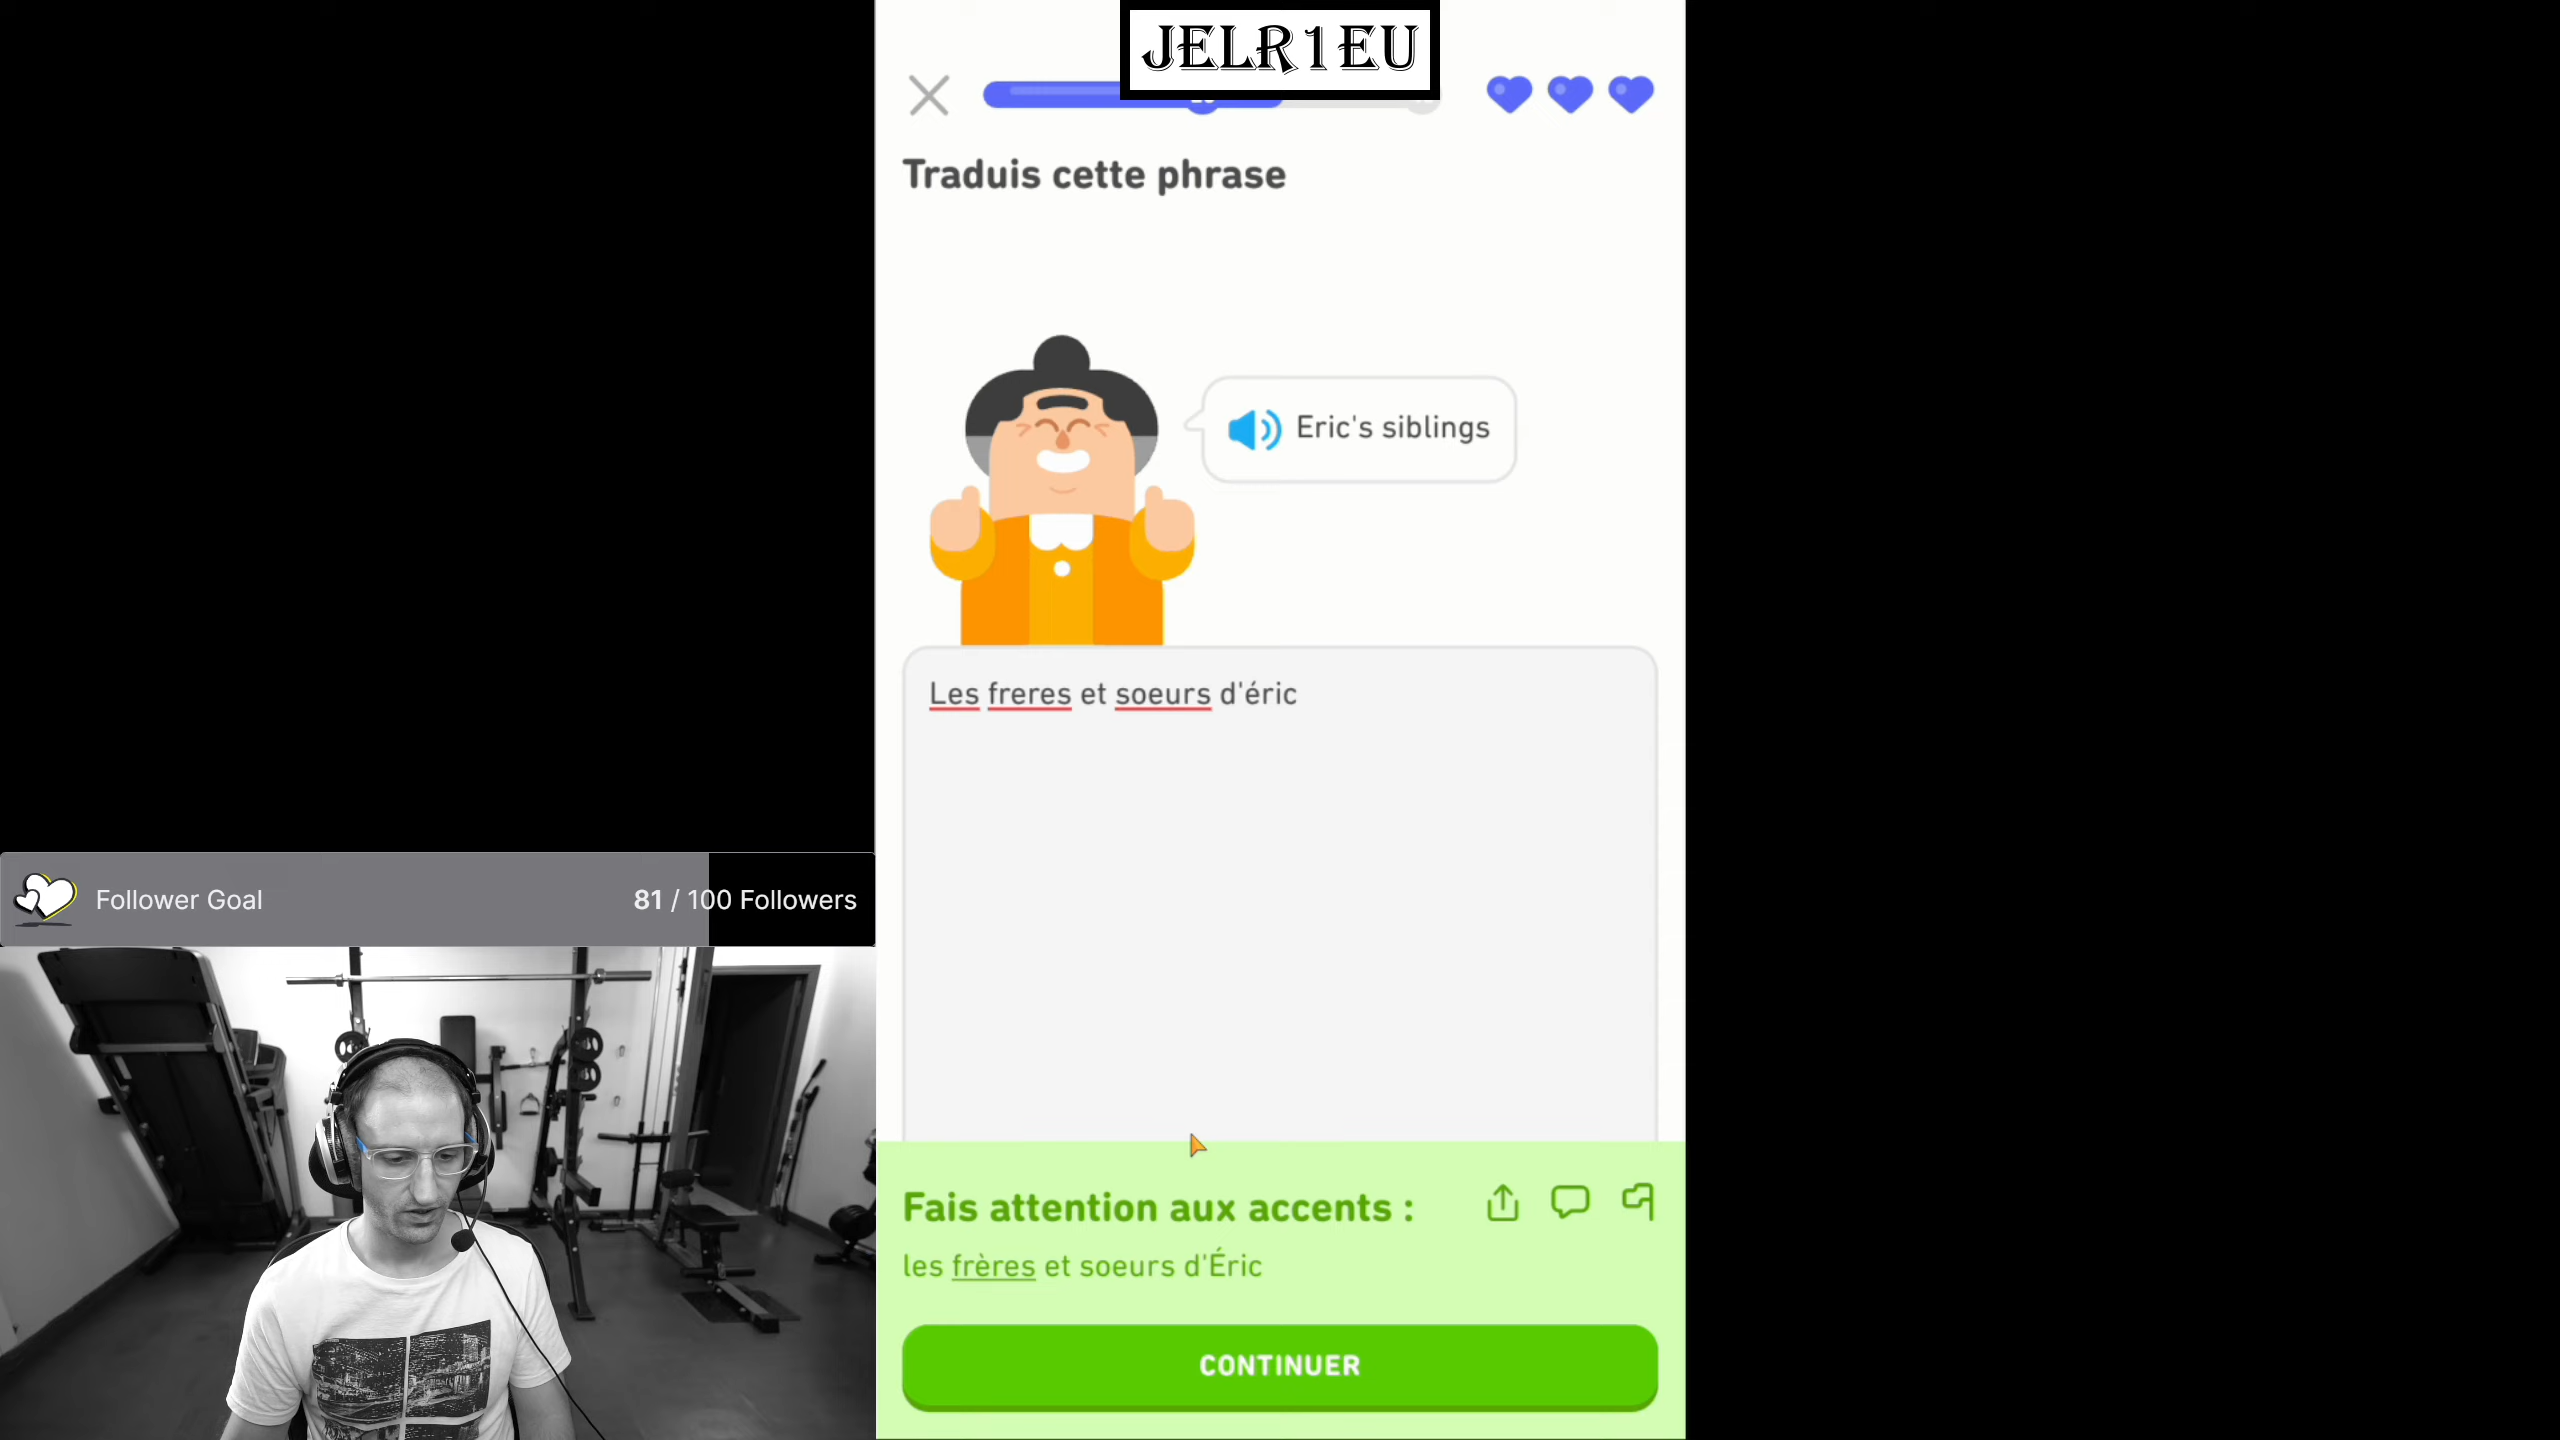 JELR1EU
Traduis cette phrase
Eric's siblings
Les freres et soeurs d'éric
Follower Goal
81 / 100 Followers
Fais attention aux accents :
les frères et soeurs d'Éric
CONTINUER